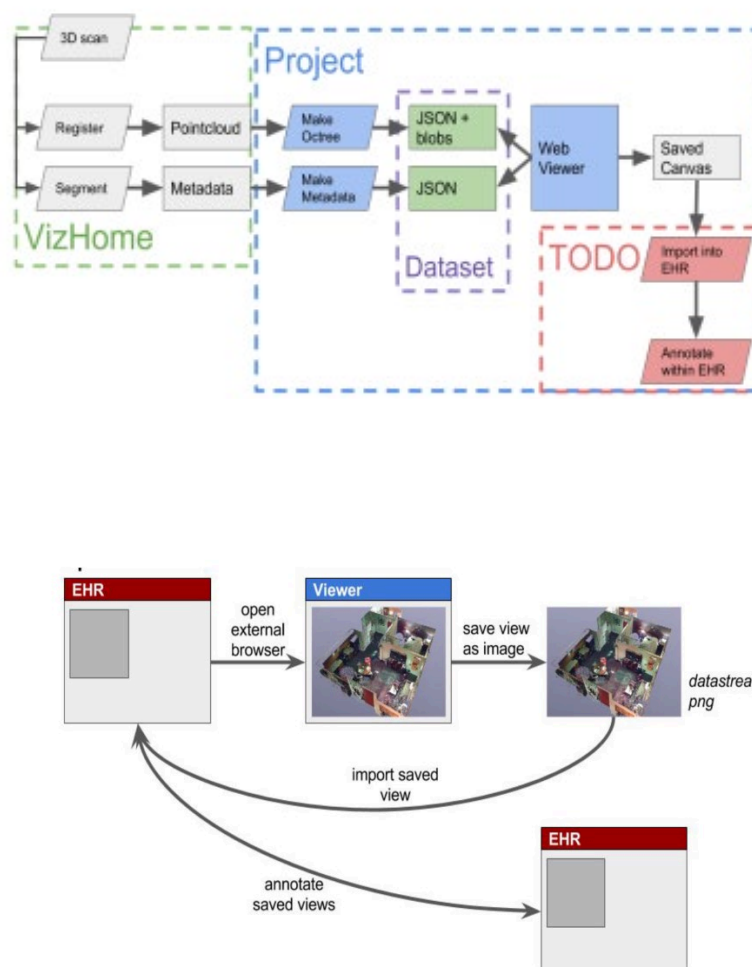 3D scan
Project
Register
Pointcloud
Make
Octree
JSON +
blobs
Web
Viewer
Saved
Canvas
Segment
Metadata
Make
Metadata
JSON
VizHome
Dataset
TODO
Import into
EHR
Annotate
within EHR
EHR
open
external
browser
Viewer
save view
as image
datastrea
png
import saved
view
annotate
saved views
EHR